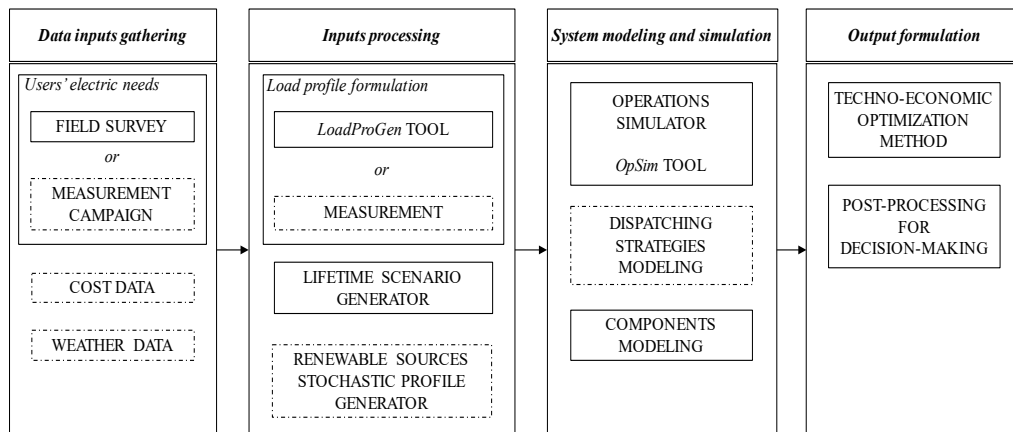 Data inputs gathering
Users' electric needs
FIELD SURVEY
or
MEASUREMENT
CAMPAIGN
COST DATA
WEATHER DATA
Inputs processing
Load profile formulation
LoadProGen TOOL
or
MEASUREMENT
LIFETIME SCENARIO
GENERATOR
RENEWABLE SOURCES
STOCHASTIC PROFILE
GENERATOR
System modeling and simulation
OPERATIONS
SIMULATOR
OpSim TOOL
DISPATCHING
STRATEGIES
MODELING
COMPONENTS
MODELING
Output formulation
TECHNO-ECONOMIC
OPTIMIZATION
METHOD
POST-PROCESSING
FOR
DECISION-MAKING